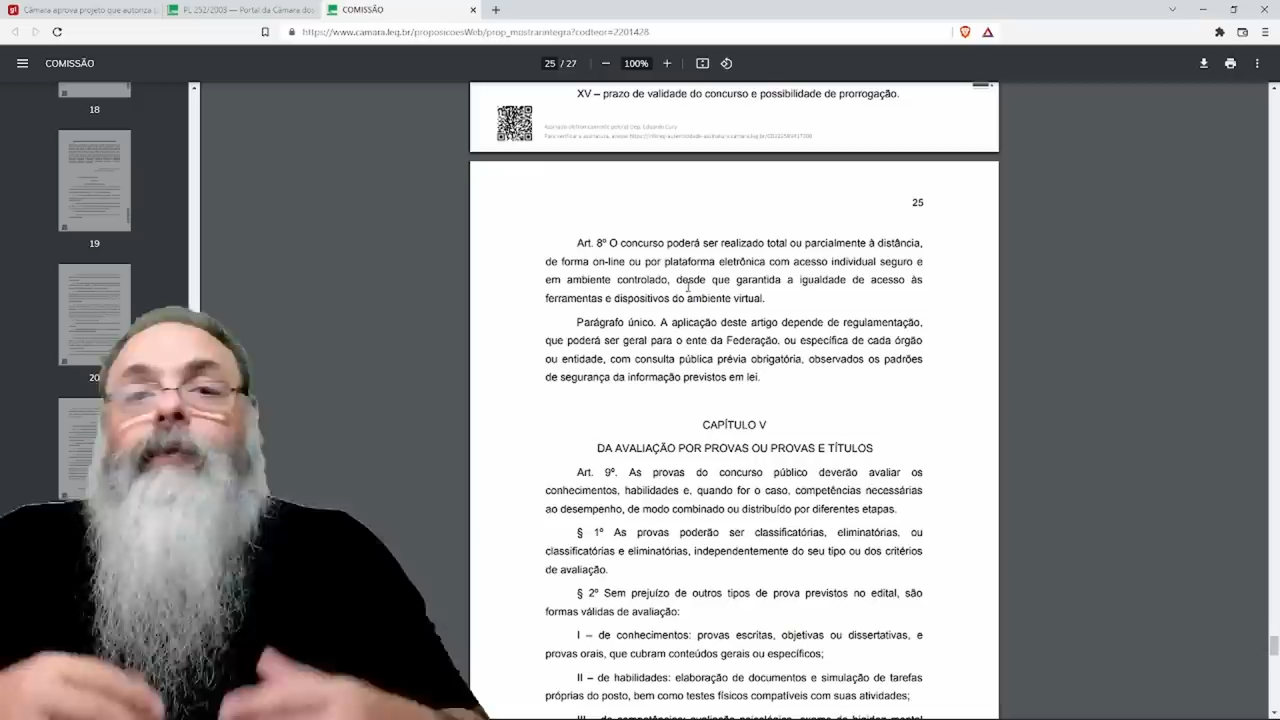 Câmara aprova projeto que autoriza
PL 252/2003 — Portal da Câmara dos
COMISSÃO
https://www.camara.leg.br/proposicoesWeb/prop_mostrarintegra?codteor=2201428
COMISSÃO
25 / 27
100%
XV – prazo de validade do concurso e possibilidade de prorrogação.
25
Art. 8º O concurso poderá ser realizado total ou parcialmente à distância,
de forma on-line ou por plataforma eletrônica com acesso individual seguro e
em ambiente controlado, desde que garantida a igualdade de acesso às
ferramentas e dispositivos do ambiente virtual.
Parágrafo único. A aplicação deste artigo depende de regulamentação,
que poderá ser geral para o ente da Federação, ou específica de cada órgão
ou entidade, com consulta pública prévia obrigatória, observados os padrões
de segurança da informação previstos em lei.
CAPÍTULO V
DA AVALIAÇÃO POR PROVAS OU PROVAS E TÍTULOS
Art. 9º. As provas do concurso público deverão avaliar os
conhecimentos, habilidades e, quando for o caso, competências necessárias
ao desempenho, de modo combinado ou distribuído por diferentes etapas.
§ 1º As provas poderão ser classificatórias, eliminatórias, ou
classificatórias e eliminatórias, independentemente do seu tipo ou dos critérios
de avaliação.
§ 2º Sem prejuízo de outros tipos de prova previstos no edital, são
formas válidas de avaliação:
I – de conhecimentos: provas escritas, objetivas ou dissertativas, e
provas orais, que cubram conteúdos gerais ou específicos;
II – de habilidades: elaboração de documentos e simulação de tarefas
próprias do posto, bem como testes físicos compatíveis com suas atividades;
III – de competências: avaliação psicológica, exame de higidez mental
19
20